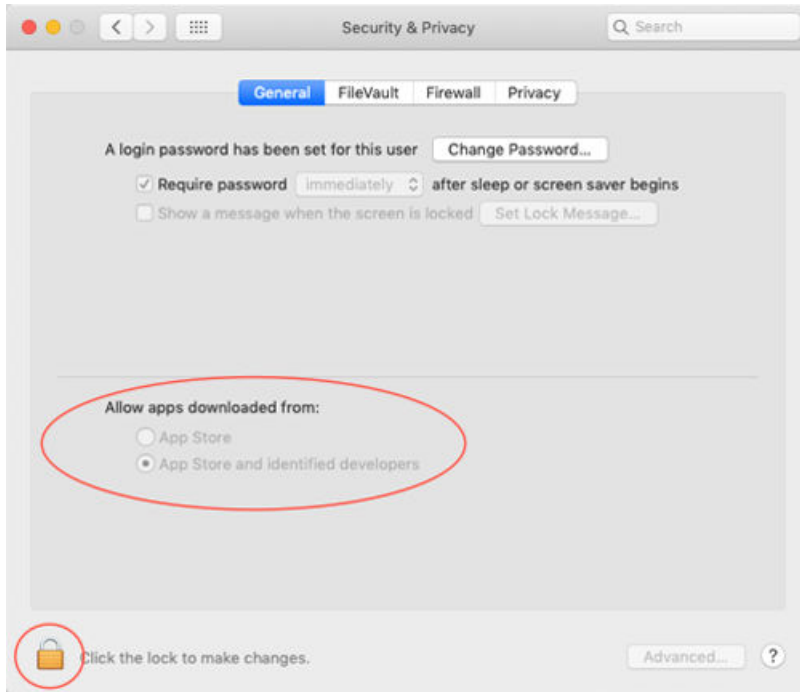 Security & Privacy
Search
General FileVault Firewall Privacy
A login password has been set for this user Change Password...
Require password immediately after sleep or screen saver begins
Show a message when the screen is locked Set Lock Message...
Allow apps downloaded from:
App Store
App Store and identified developers
Click the lock to make changes.
Advanced... ?